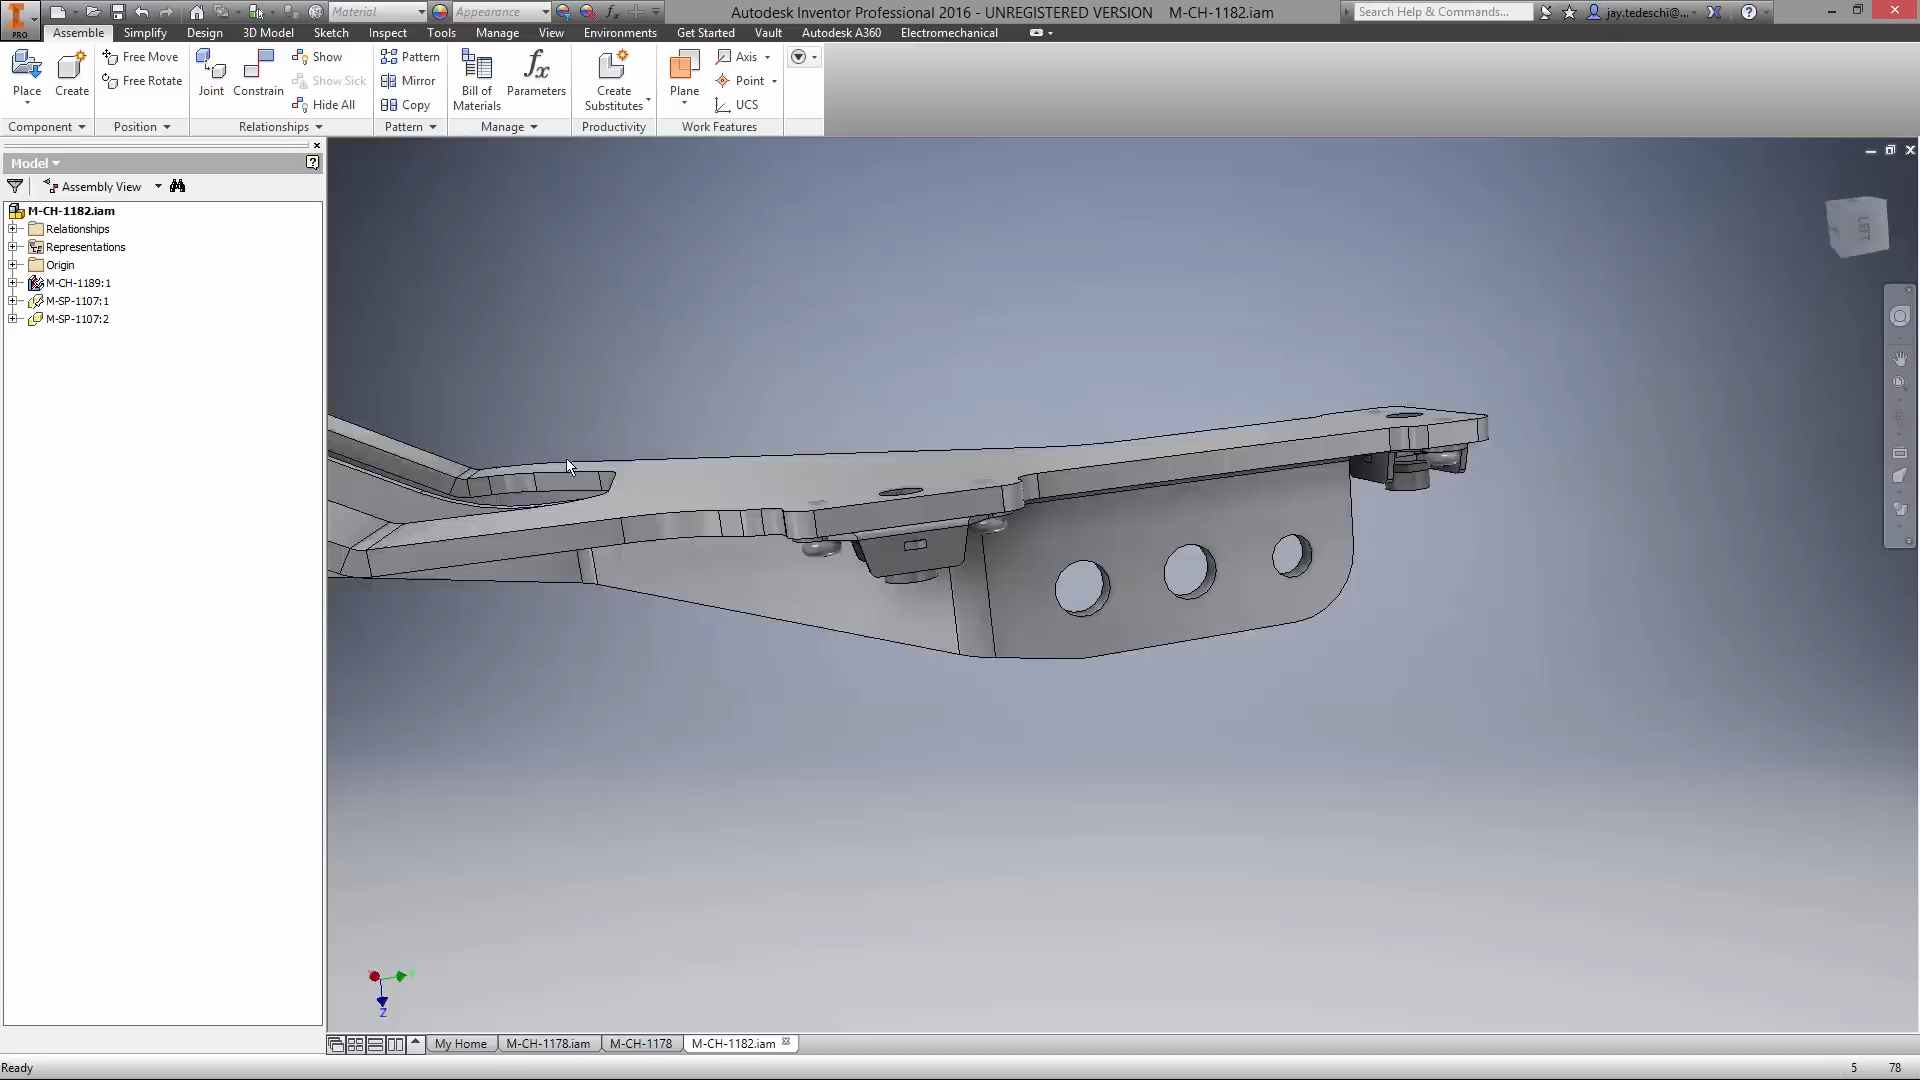 Material
Appearance
Autodesk Inventor Professional 2016 - UNREGISTERED VERSION M-CH-1182.iam
Search Help & Commands...
jay.tedeschi@...
PRO
Assemble Simplify Design 3D Model Sketch Inspect Tools Manage View Environments Get Started Vault Autodesk A360 Electromechanical
Place
Create
Free Move
Free Rotate
Joint
Constrain
Show
Show Sick
Hide All
Pattern
Mirror
Copy
Bill of
Materials
Parameters
Create
Substitutes
Plane
Axis
Point
UCS
Component Position Relationships Pattern Manage Productivity Work Features
Model
Assembly View
M-CH-1182.iam
Relationships
Representations
Origin
M-CH-1189:1
M-SP-1107:1
M-SP-1107:2
LEFT
Z
My Home M-CH-1178.iam M-CH-1178 M-CH-1182.iam
Ready
5 78